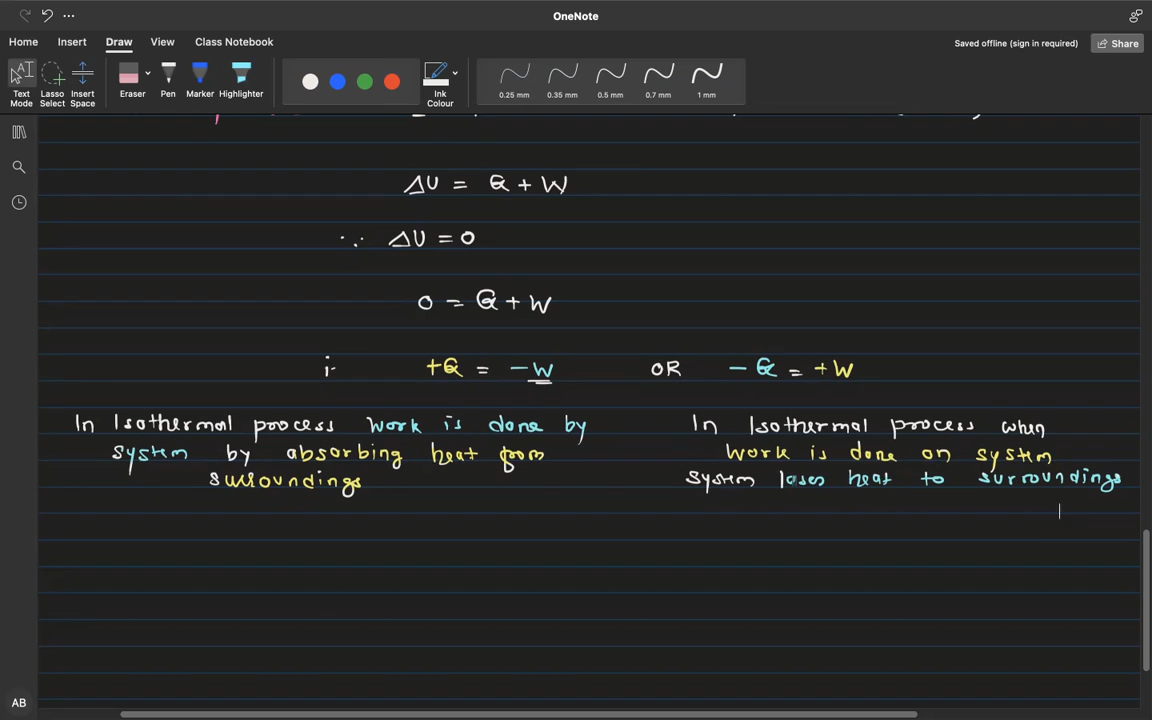 OneNote
Home Insert Draw View Class Notebook
Saved offline (sign in required) Share
Text Mode
Lasso Select
Insert Space
Eraser
Pen
Marker
Highlighter
Ink Colour
0.25 mm 0.35 mm 0.5 mm 0.7 mm 1 mm
ΔU = Q + W
∵ ΔU = 0
0 = Q + W
+Q = -W OR -Q = +W
In Isothermal process work is done by
system by absorbing heat from
surroundings
In Isothermal process when
work is done on system
system loses heat to surroundings
AB